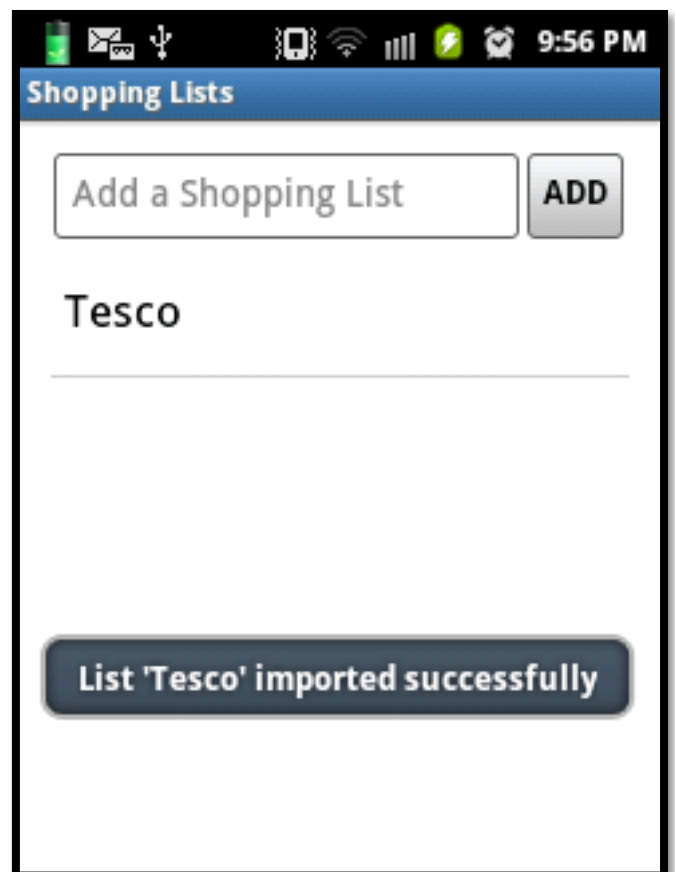 9:56 PM
Shopping Lists
Add a Shopping List ADD
Tesco
List 'Tesco' imported successfully